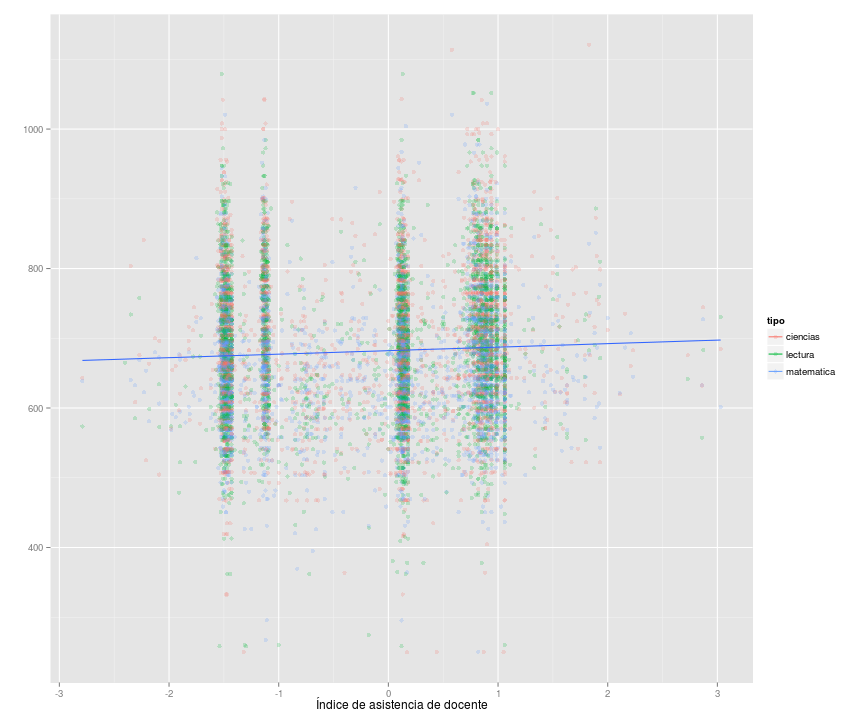 1000
800
600
400
-3 -2 -1 0 1 2 3
Índice de asistencia de docente
tipo
ciencias
lectura
matematica